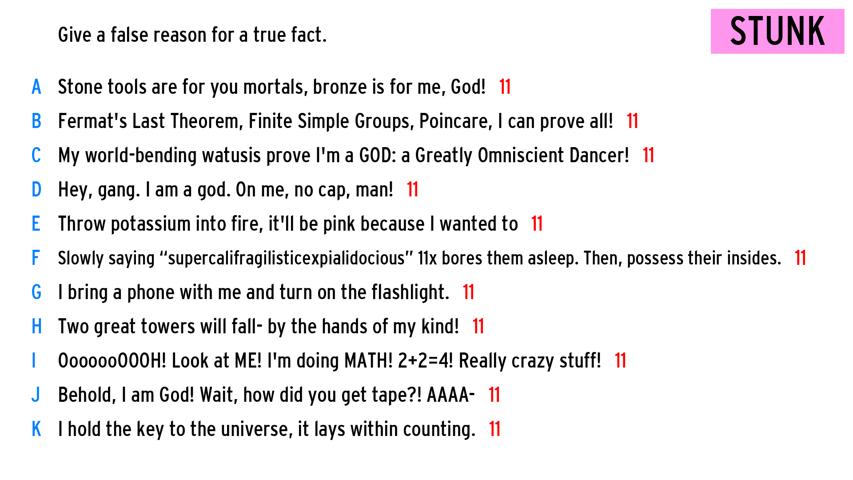 Give a false reason for a true fact.
STUNK
A Stone tools are for you mortals, bronze is for me, God! 11
B Fermat's Last Theorem, Finite Simple Groups, Poincare, I can prove all! 11
C My world-bending watusis prove I'm a GOD: a Greatly Omniscient Dancer! 11
D Hey, gang. I am a god. On me, no cap, man! 11
E Throw potassium into fire, it'll be pink because I wanted to 11
F Slowly saying “supercalifragilisticexpialidocious” 11x bores them asleep. Then, possess their insides. 11
G I bring a phone with me and turn on the flashlight. 11
H Two great towers will fall- by the hands of my kind! 11
I OoooooOOOH! Look at ME! I'm doing MATH! 2+2=4! Really crazy stuff! 11
J Behold, I am God! Wait, how did you get tape?! AAAA- 11
K I hold the key to the universe, it lays within counting. 11